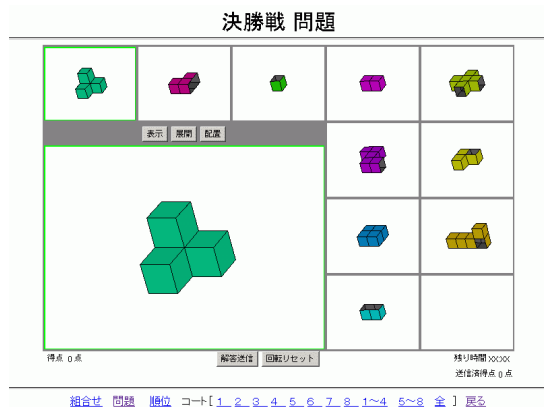 決勝戦 問題
表示 展開 配置
得点 0点 解答送信 回転リセット 残り時間 xx:xx
送信済得点 0点
組合せ 問題 順位 コート[ 1 2 3 4 5 6 7 8 1～4 5～8 全 ] 戻る